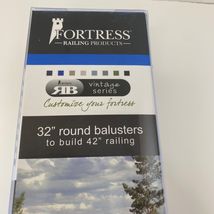 FORTRESS
RAILING PRODUCTS
RB vintage
series
Customize your fortress
32" round balusters
to build 42" railing